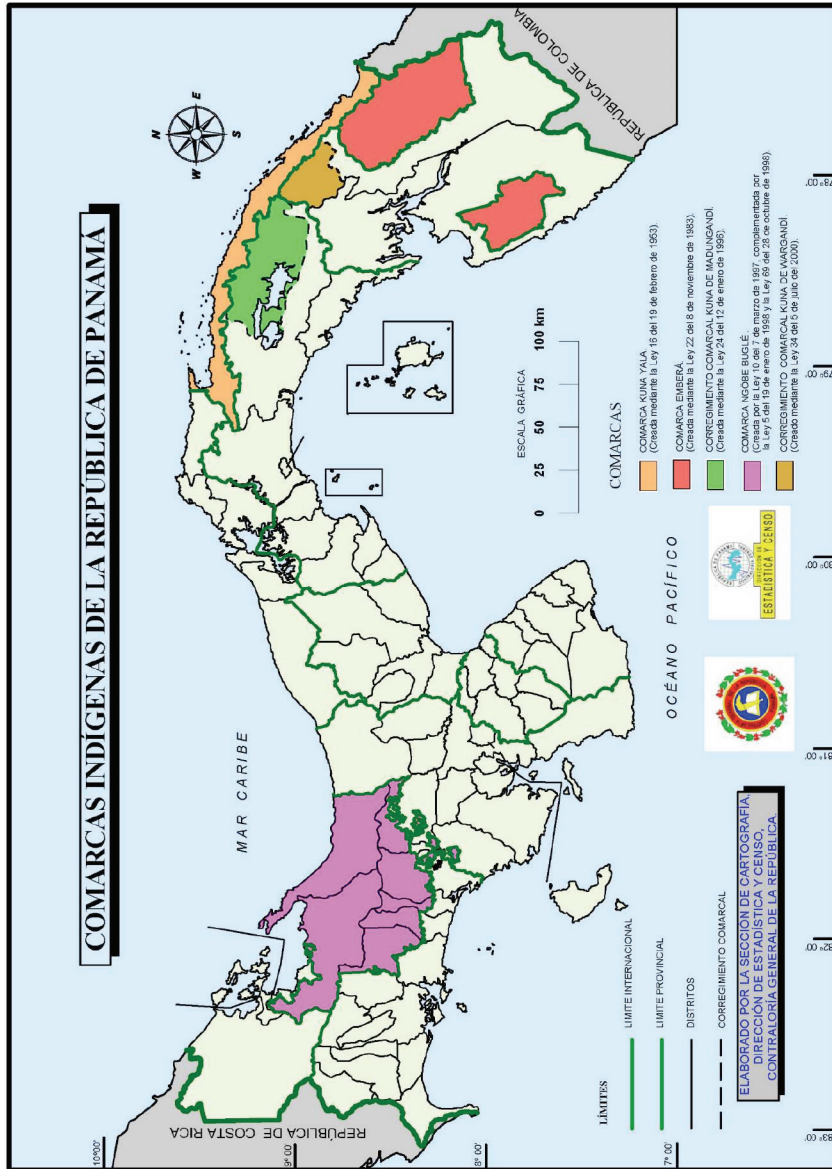 COMARCAS INDÍGENAS DE LA REPÚBLICA DE PANAMÁ
N
E
S
W
MAR CARIBE
REPÚBLICA DE COSTA RICA
REPÚBLICA DE COLOMBIA
OCÉANO PACÍFICO
10°00'
9°00'
8°00'
7°00'
83°00'
82°00'
81°00'
80°00'
79°00'
78°00'
ESCALA GRÁFICA
0 25 50 75 100 km
COMARCAS
COMARCA KUNA YALA
(Creada mediante la Ley 16 del 19 de febrero de 1953).
COMARCA EMBERÁ
(Creada mediante la Ley 22 del 8 de noviembre de 1983).
CORREGIMIENTO COMARCAL KUNA DE MADUNGANDÍ
(Creada mediante la Ley 24 del 12 de enero de 1996).
COMARCA NGÖBE BUGLÉ
(Creada por la Ley 10 del 7 de marzo de 1997, complementada por
la Ley 5 del 19 de enero de 1998 y la Ley 69 del 28 de octubre de 1998).
CORREGIMIENTO COMARCAL KUNA DE WARGANDÍ
(Creado mediante la Ley 34 del 5 de julio de 2000).
LÍMITES
LIMITE INTERNACIONAL
LIMITE PROVINCIAL
DISTRITOS
CORREGIMIENTO COMARCAL
ELABORADO POR LA SECCIÓN DE CARTOGRAFÍA,
DIRECCIÓN DE ESTADÍSTICA Y CENSO,
CONTRALORÍA GENERAL DE LA REPÚBLICA.
DIRECCIÓN DE
ESTADÍSTICA Y CENSO